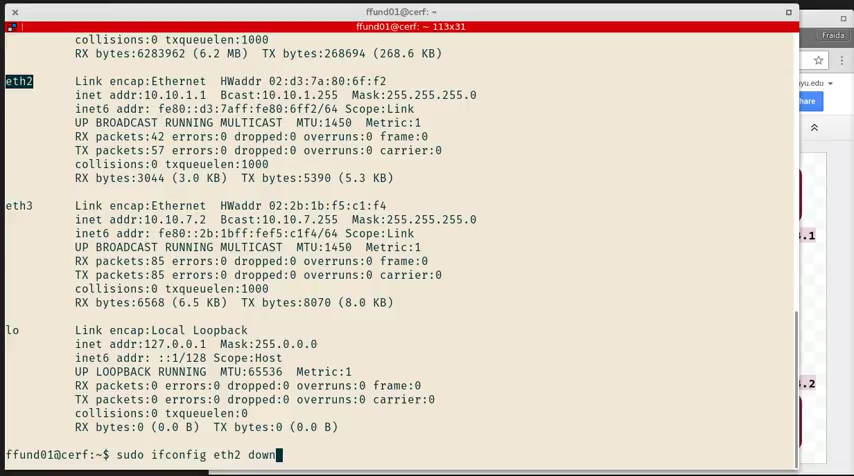 ffund01@cerf: ~
ffund01@cerf: ~ 113x31
Fraida
collisions:0 txqueuelen:1000
RX bytes:6283962 (6.2 MB)  TX bytes:268694 (268.6 KB)
eth2 Link encap:Ethernet  HWaddr 02:d3:7a:80:6f:f2
yu.edu
inet addr:10.10.1.1  Bcast:10.10.1.255  Mask:255.255.255.0
hare
inet6 addr: fe80::d3:7aff:fe80:6ff2/64 Scope:Link
UP BROADCAST RUNNING MULTICAST  MTU:1450  Metric:1
RX packets:42 errors:0 dropped:0 overruns:0 frame:0
TX packets:57 errors:0 dropped:0 overruns:0 carrier:0
collisions:0 txqueuelen:1000
RX bytes:3044 (3.0 KB)  TX bytes:5390 (5.3 KB)
eth3 Link encap:Ethernet  HWaddr 02:2b:1b:f5:c1:f4
inet addr:10.10.7.2  Bcast:10.10.7.255  Mask:255.255.255.0
inet6 addr: fe80::2b:1bff:fef5:c1f4/64 Scope:Link
.1
UP BROADCAST RUNNING MULTICAST  MTU:1450  Metric:1
RX packets:85 errors:0 dropped:0 overruns:0 frame:0
TX packets:85 errors:0 dropped:0 overruns:0 carrier:0
collisions:0 txqueuelen:1000
RX bytes:6568 (6.5 KB)  TX bytes:8070 (8.0 KB)
lo Link encap:Local Loopback
inet addr:127.0.0.1  Mask:255.0.0.0
inet6 addr: ::1/128 Scope:Host
UP LOOPBACK RUNNING  MTU:65536  Metric:1
RX packets:0 errors:0 dropped:0 overruns:0 frame:0
.2
TX packets:0 errors:0 dropped:0 overruns:0 carrier:0
collisions:0 txqueuelen:0
RX bytes:0 (0.0 B)  TX bytes:0 (0.0 B)
ffund01@cerf:~$ sudo ifconfig eth2 down